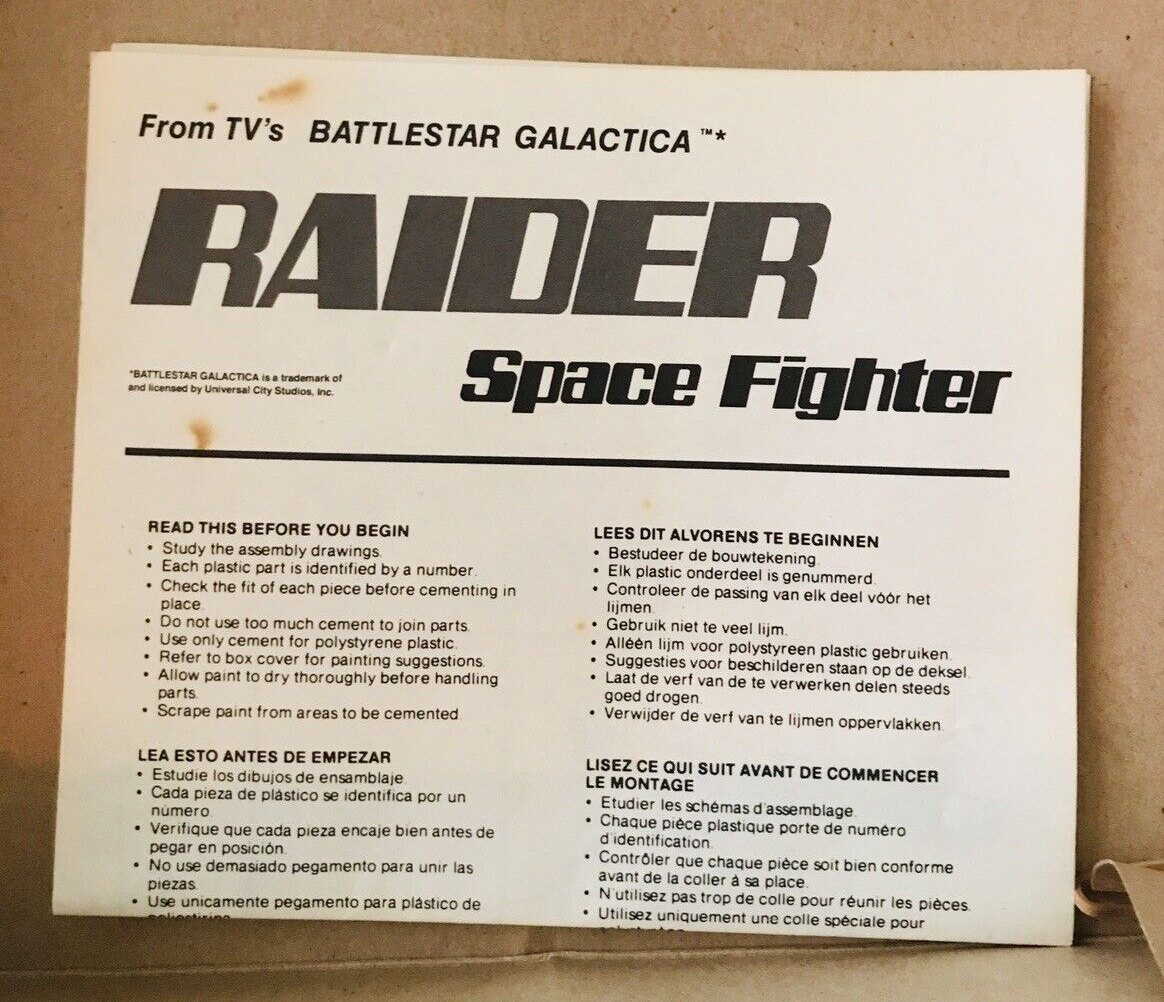 From TV's BATTLESTAR GALACTICA ™*
RAIDER
Space Fighter
*BATTLESTAR GALACTICA is a trademark of
and licensed by Universal City Studios, Inc.
READ THIS BEFORE YOU BEGIN
• Study the assembly drawings.
• Each plastic part is identified by a number.
• Check the fit of each piece before cementing in
place.
• Do not use too much cement to join parts.
• Use only cement for polystyrene plastic.
• Refer to box cover for painting suggestions.
• Allow paint to dry thoroughly before handling
parts.
• Scrape paint from areas to be cemented
LEES DIT ALVORENS TE BEGINNEN
• Bestudeer de bouwtekening.
• Elk plastic onderdeel is genummerd.
• Controleer de passing van elk deel vóór het
lijmen.
• Gebruik niet te veel lijm.
• Alléén lijm voor polystyreen plastic gebruiken.
• Suggesties voor beschilderen staan op de deksel.
• Laat de verf van de te verwerken delen steeds
goed drogen.
• Verwijder de verf van te lijmen oppervlakken.
LEA ESTO ANTES DE EMPEZAR
• Estudie los dibujos de ensamblaje.
• Cada pieza de plástico se identifica por un
número.
• Verifique que cada pieza encaje bien antes de
pegar en posición.
• No use demasiado pegamento para unir las
piezas.
• Use unicamente pegamento para plástico de
LISEZ CE QUI SUIT AVANT DE COMMENCER
LE MONTAGE
• Etudier les schémas d'assemblage.
• Chaque pièce plastique porte de numéro
d'identification.
• Contrôler que chaque pièce soit bien conforme
avant de la coller à sa place.
• N'utilisez pas trop de colle pour réunir les pièces.
• Utilisez uniquement une colle spéciale pour